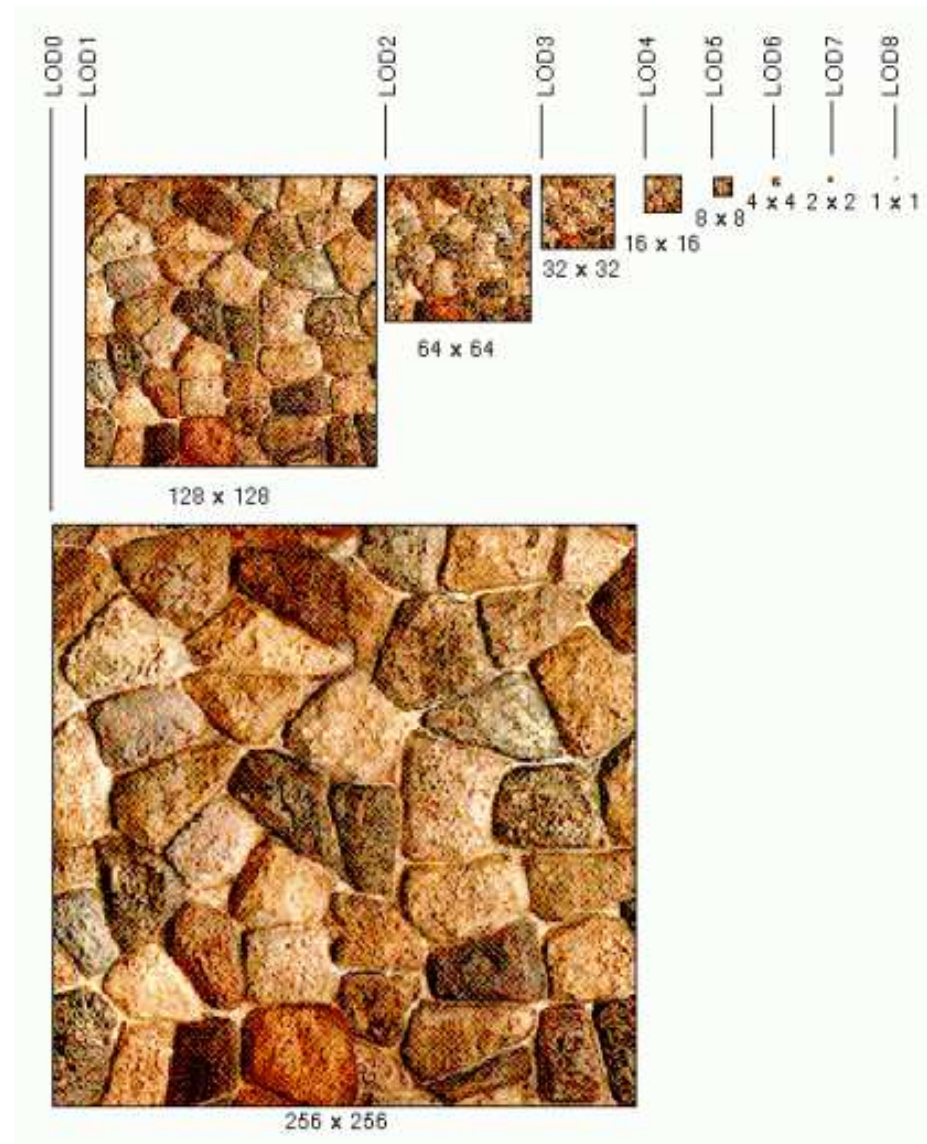 LOD0
LOD1
LOD2
LOD3
LOD4
LOD5
LOD6
LOD7
LOD8
4 x 4
2 x 2
1 x 1
8 x 8
16 x 16
32 x 32
64 x 64
128 x 128
256 x 256